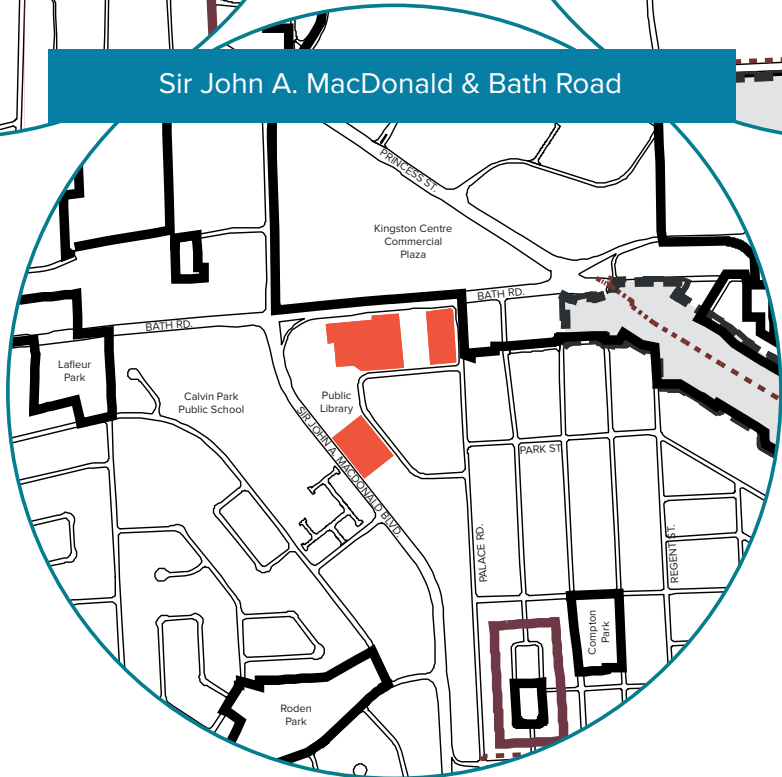 Sir John A. MacDonald & Bath Road
PRINCESS ST.
Kingston Centre
Commercial
Plaza
BATH RD.
BATH RD.
Lafleur
Park
Calvin Park
Public School
Public
Library
SIR JOHN A. MACDONALD BLVD.
PARK ST
PALACE RD.
REGENT ST.
Compton
Park
Roden
Park